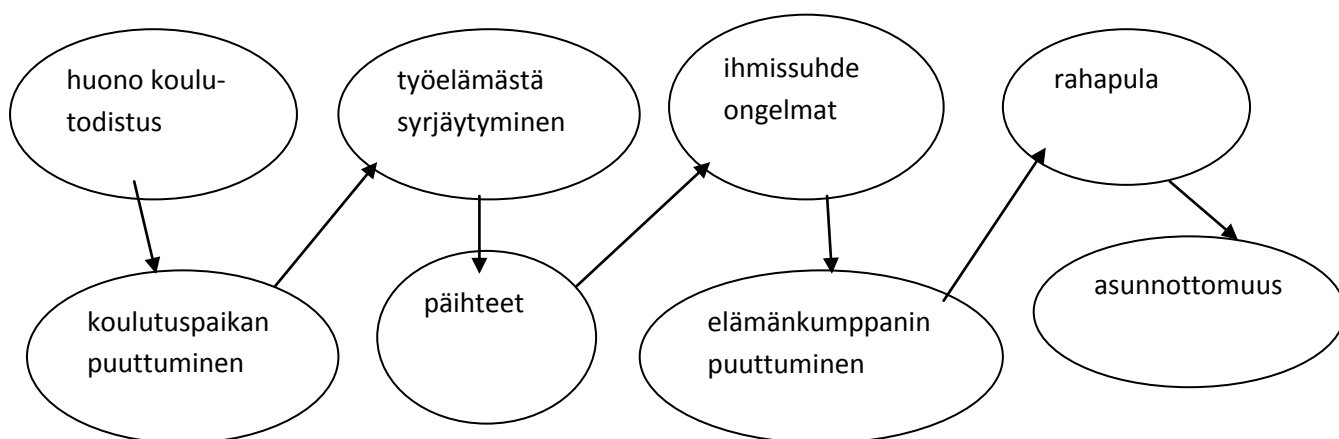 huono koulu-
todistus
koulutuspaikan
puuttuminen
työelämästä
syrjäytyminen
päihteet
ihmissuhde
ongelmat
elämänkumppanin
puuttuminen
rahapula
asunnottomuus